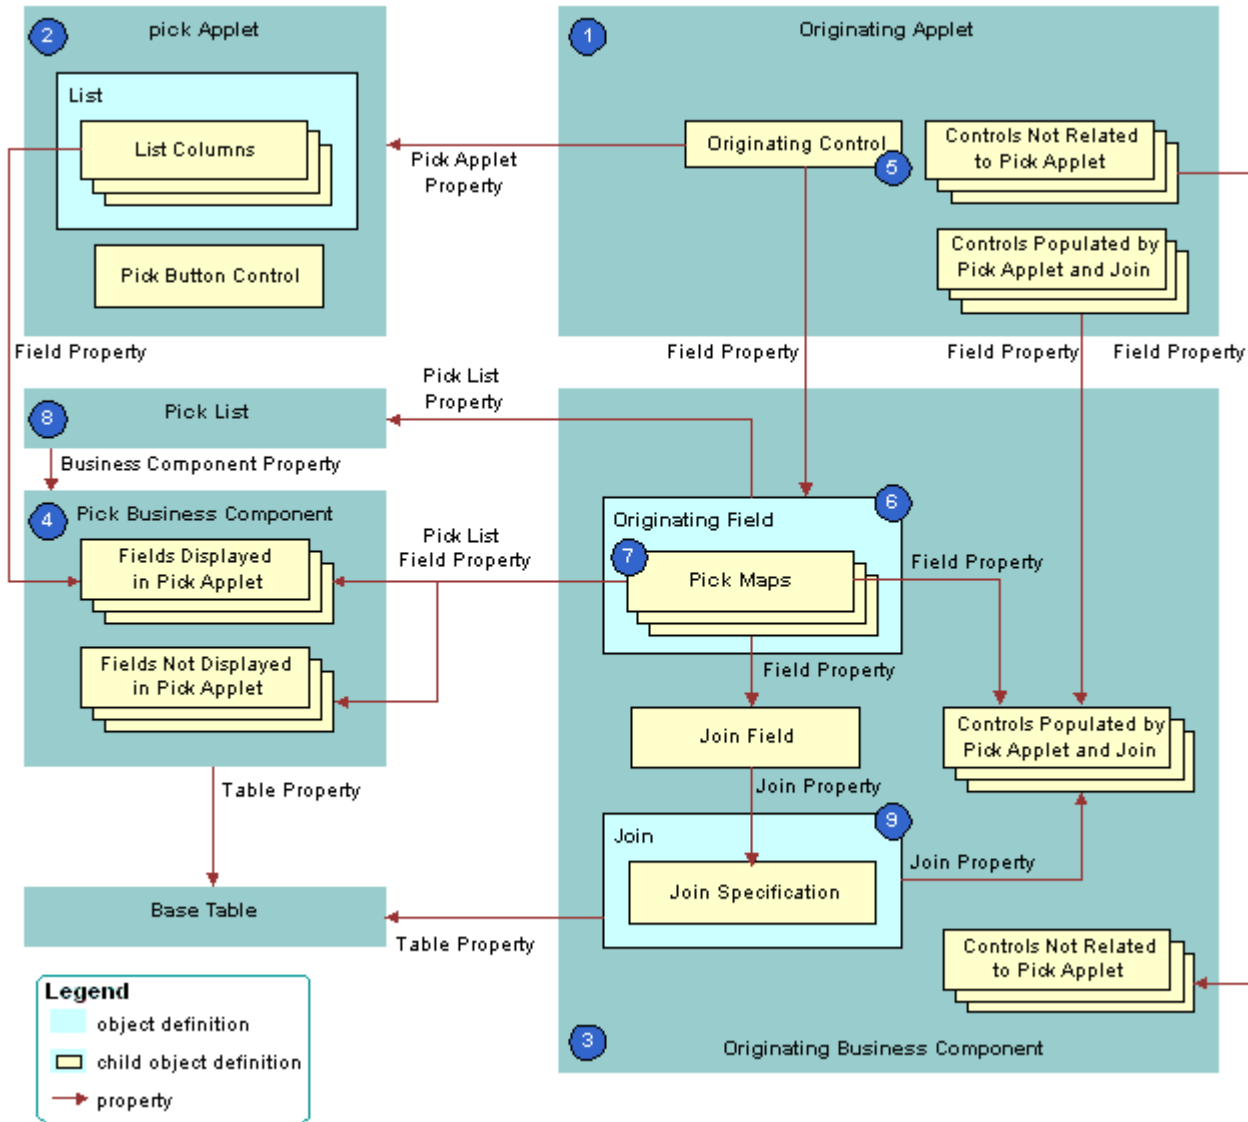 2
pick Applet
List
List Columns
Pick Button Control
1
Originating Applet
Originating Control
5
Controls Not Related
to Pick Applet
Controls Populated by
Pick Applet and Join
Pick Applet
Property
Field Property
Field Property
Field Property
Field Property
Pick List
Property
8
Pick List
Business Component Property
4
Pick Business Component
Fields Displayed
in Pick Applet
Fields Not Displayed
in Pick Applet
Pick List
Field Property
6
Originating Field
7
Pick Maps
Field Property
Field Property
Join Field
Controls Populated by
Pick Applet and Join
Table Property
Join Property
9
Join
Join Specification
Join Property
Base Table
Table Property
Controls Not Related
to Pick Applet
3
Originating Business Component
Legend
object definition
child object definition
property